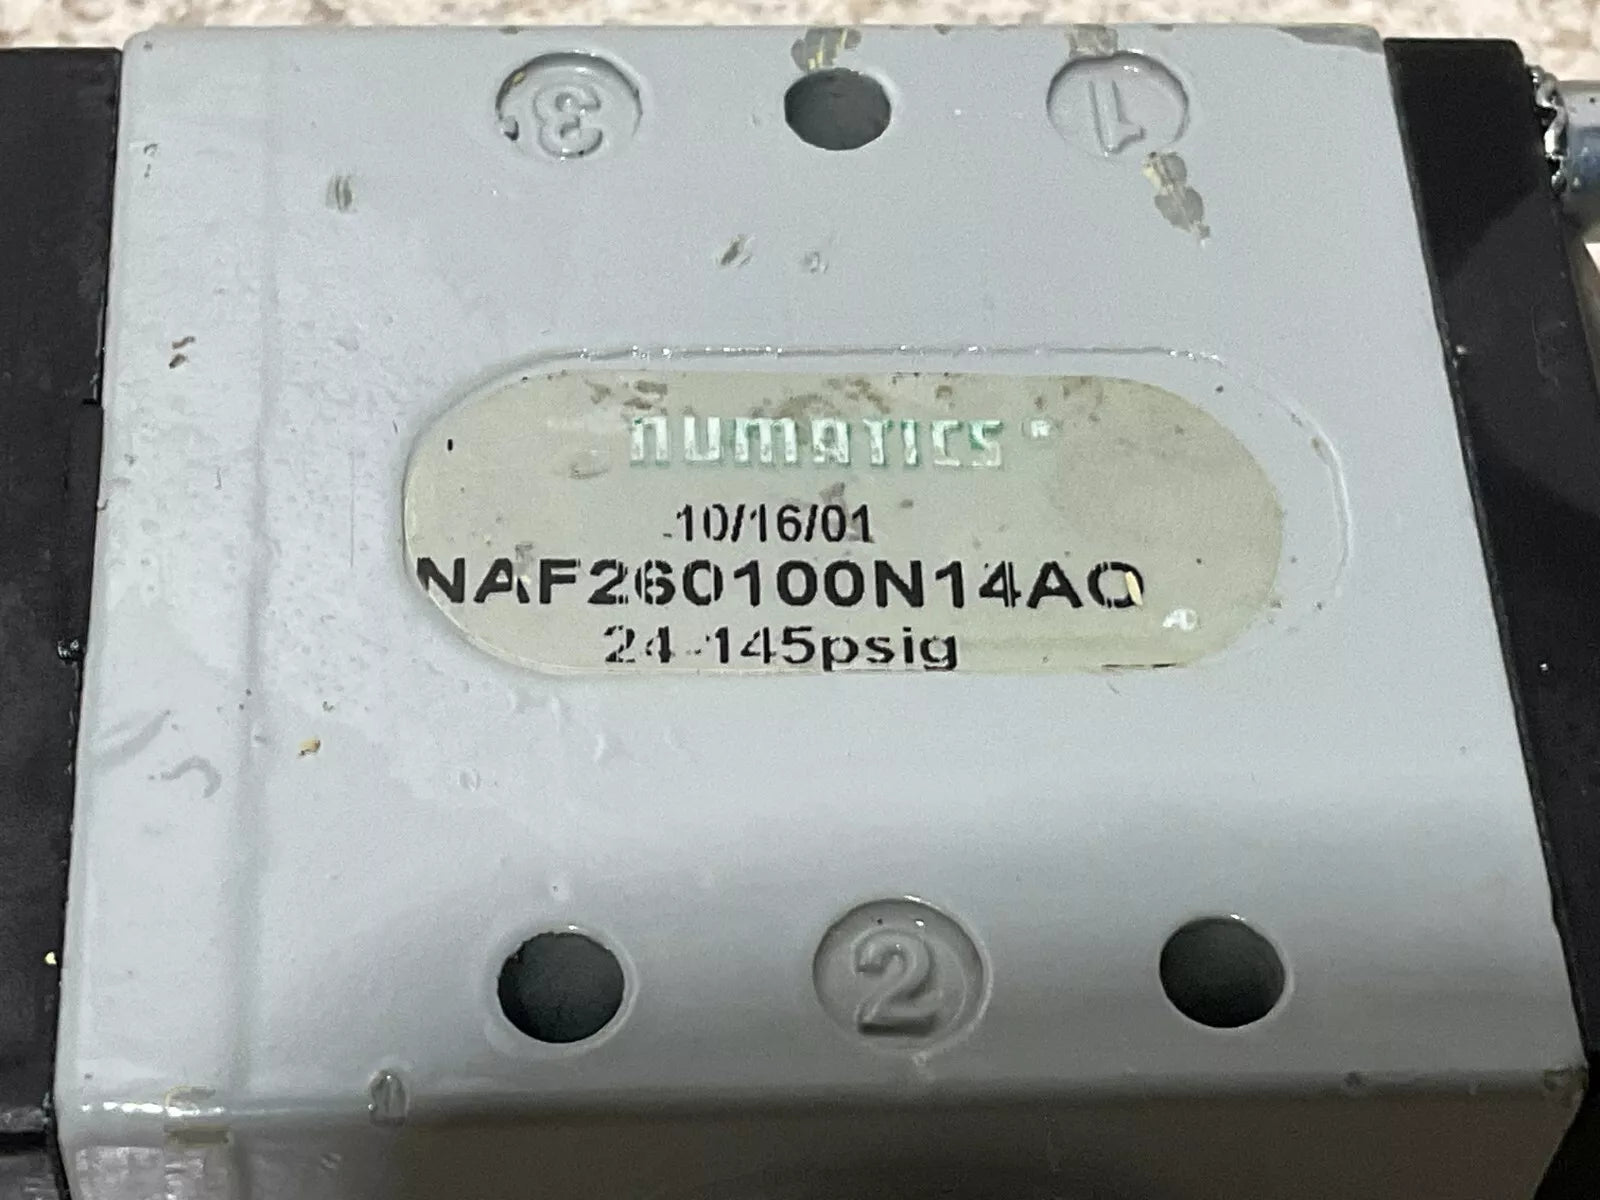 3 1
numatics®
10/16/01
NAF260100N14AO
24-145psig
2